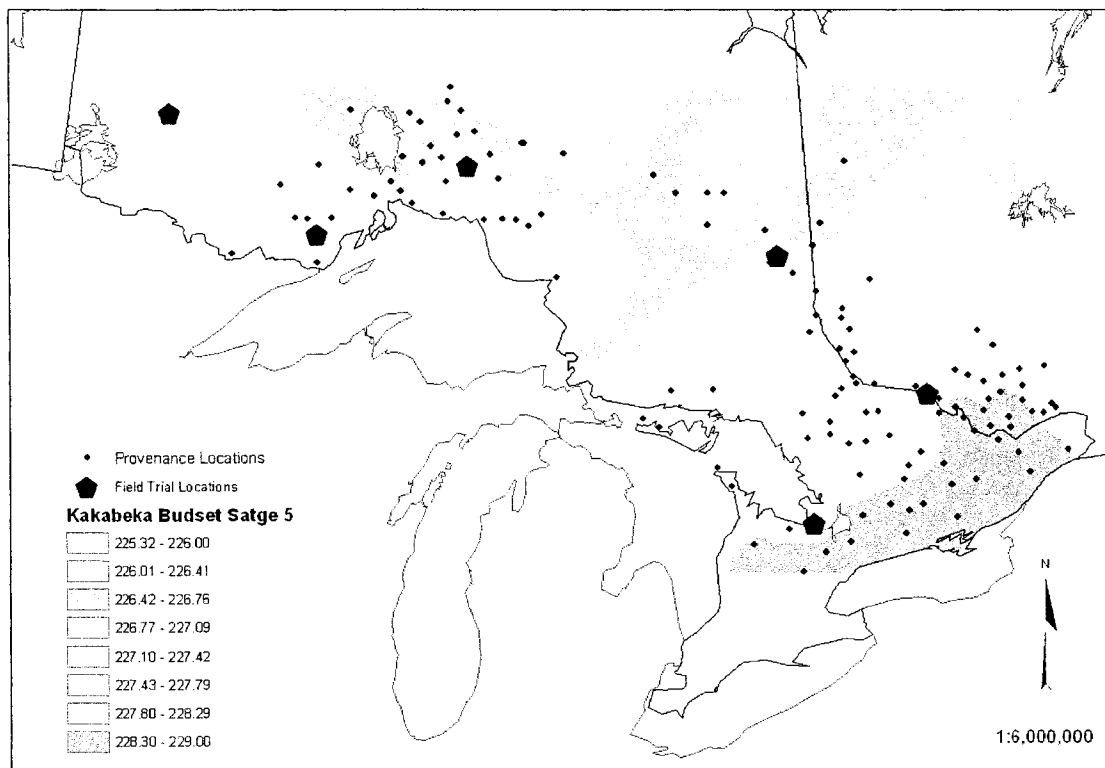 Provenance Locations
Field Trial Locations
Kakabeka Budset Satge 5
225.32 - 226.00
226.01 - 226.41
226.42 - 226.76
226.77 - 227.09
227.10 - 227.42
227.43 - 227.79
227.80 - 228.29
228.30 - 229.00
N
1:6,000,000